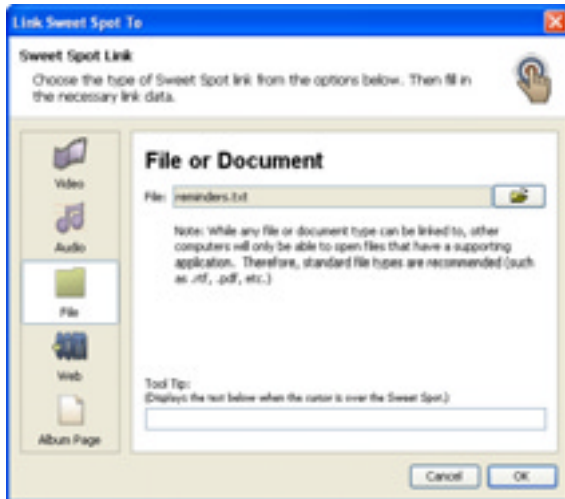 Link Sweet Spot To
Sweet Spot Link
Choose the type of Sweet Spot link from the options below. Then fill in
the necessary link data.
Video
Audio
File
Web
Album Page
File or Document
File: reminders.txt
Note: While any file or document type can be linked to, other
computers will only be able to open files that have a supporting
application. Therefore, standard file types are recommended (such
as .rtf, .pdf, etc.)
Tool Tip:
(Displays the text below when the cursor is over the Sweet Spot.)
Cancel
OK